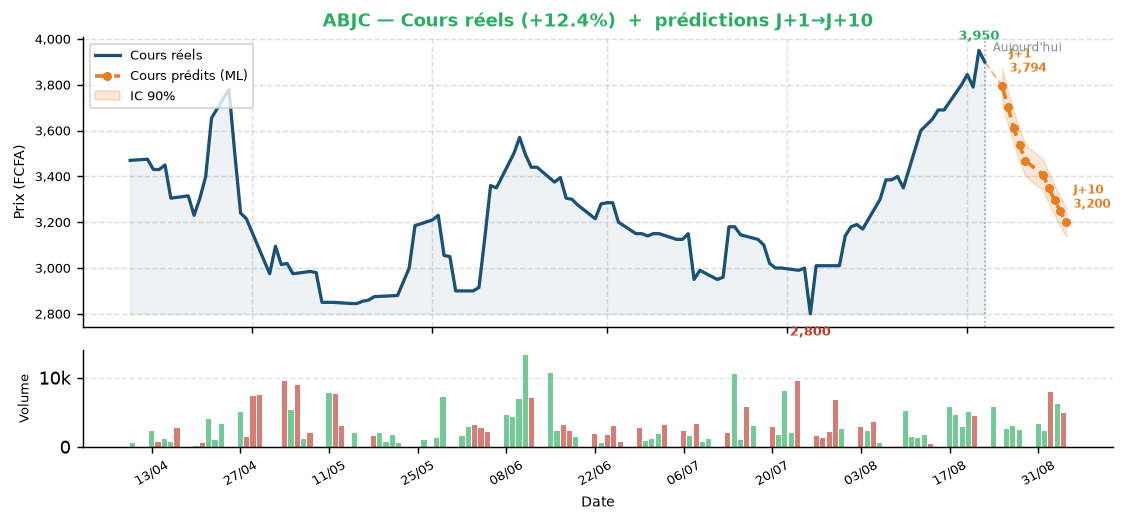 ABJC — Cours réels (+12.4%)  +  prédictions J+1→J+10
Cours réels
Cours prédits (ML)
IC 90%
3,950
Aujourd'hui
J+1
3,794
J+10
3,200
2,800
Prix (FCFA)
4,000
3,800
3,600
3,400
3,200
3,000
2,800
Volume
10k
0
13/04
27/04
11/05
25/05
08/06
22/06
06/07
20/07
03/08
17/08
31/08
Date